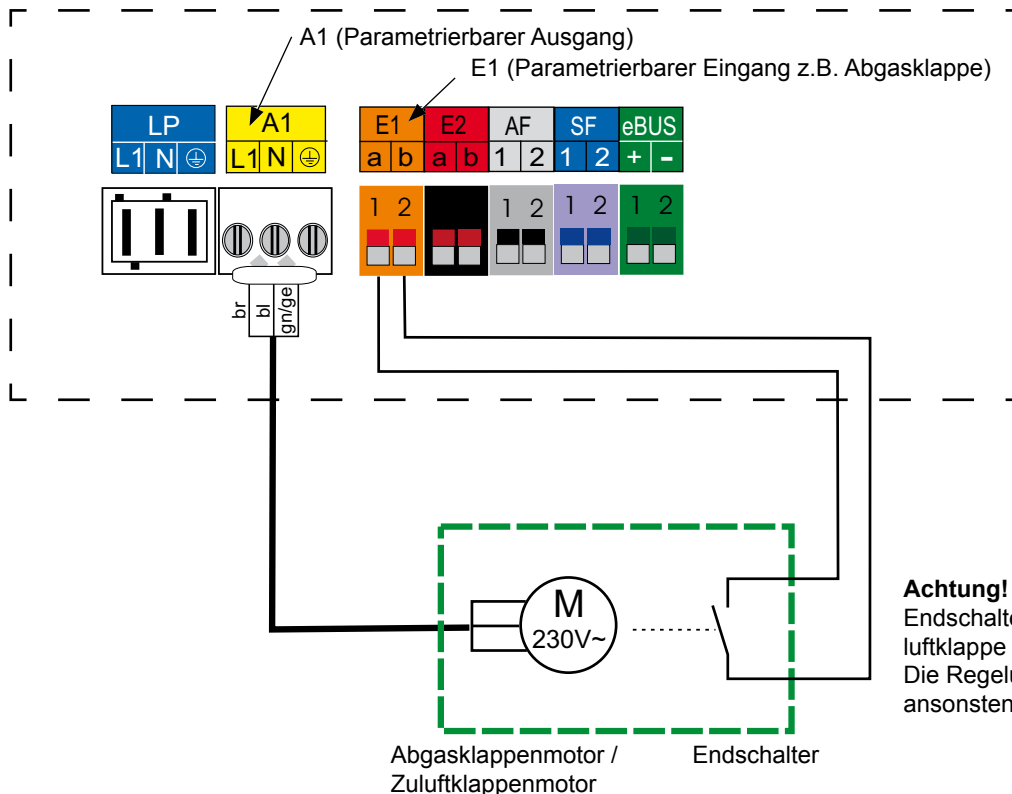 A1 (Parametrierbarer Ausgang)
E1 (Parametrierbarer Eingang z.B. Abgasklappe)
LP A1 E1 E2 AF SF eBUS
L1 N L1 N a b a b 1 2 1 2 + -
1 2 1 2 1 2 1 2
br bl gn/ge
M
230V~
Achtung!
luftklappe
ansonsten
Abgasklappenmotor / Endschalter
Zuluftklappenmotor
Die